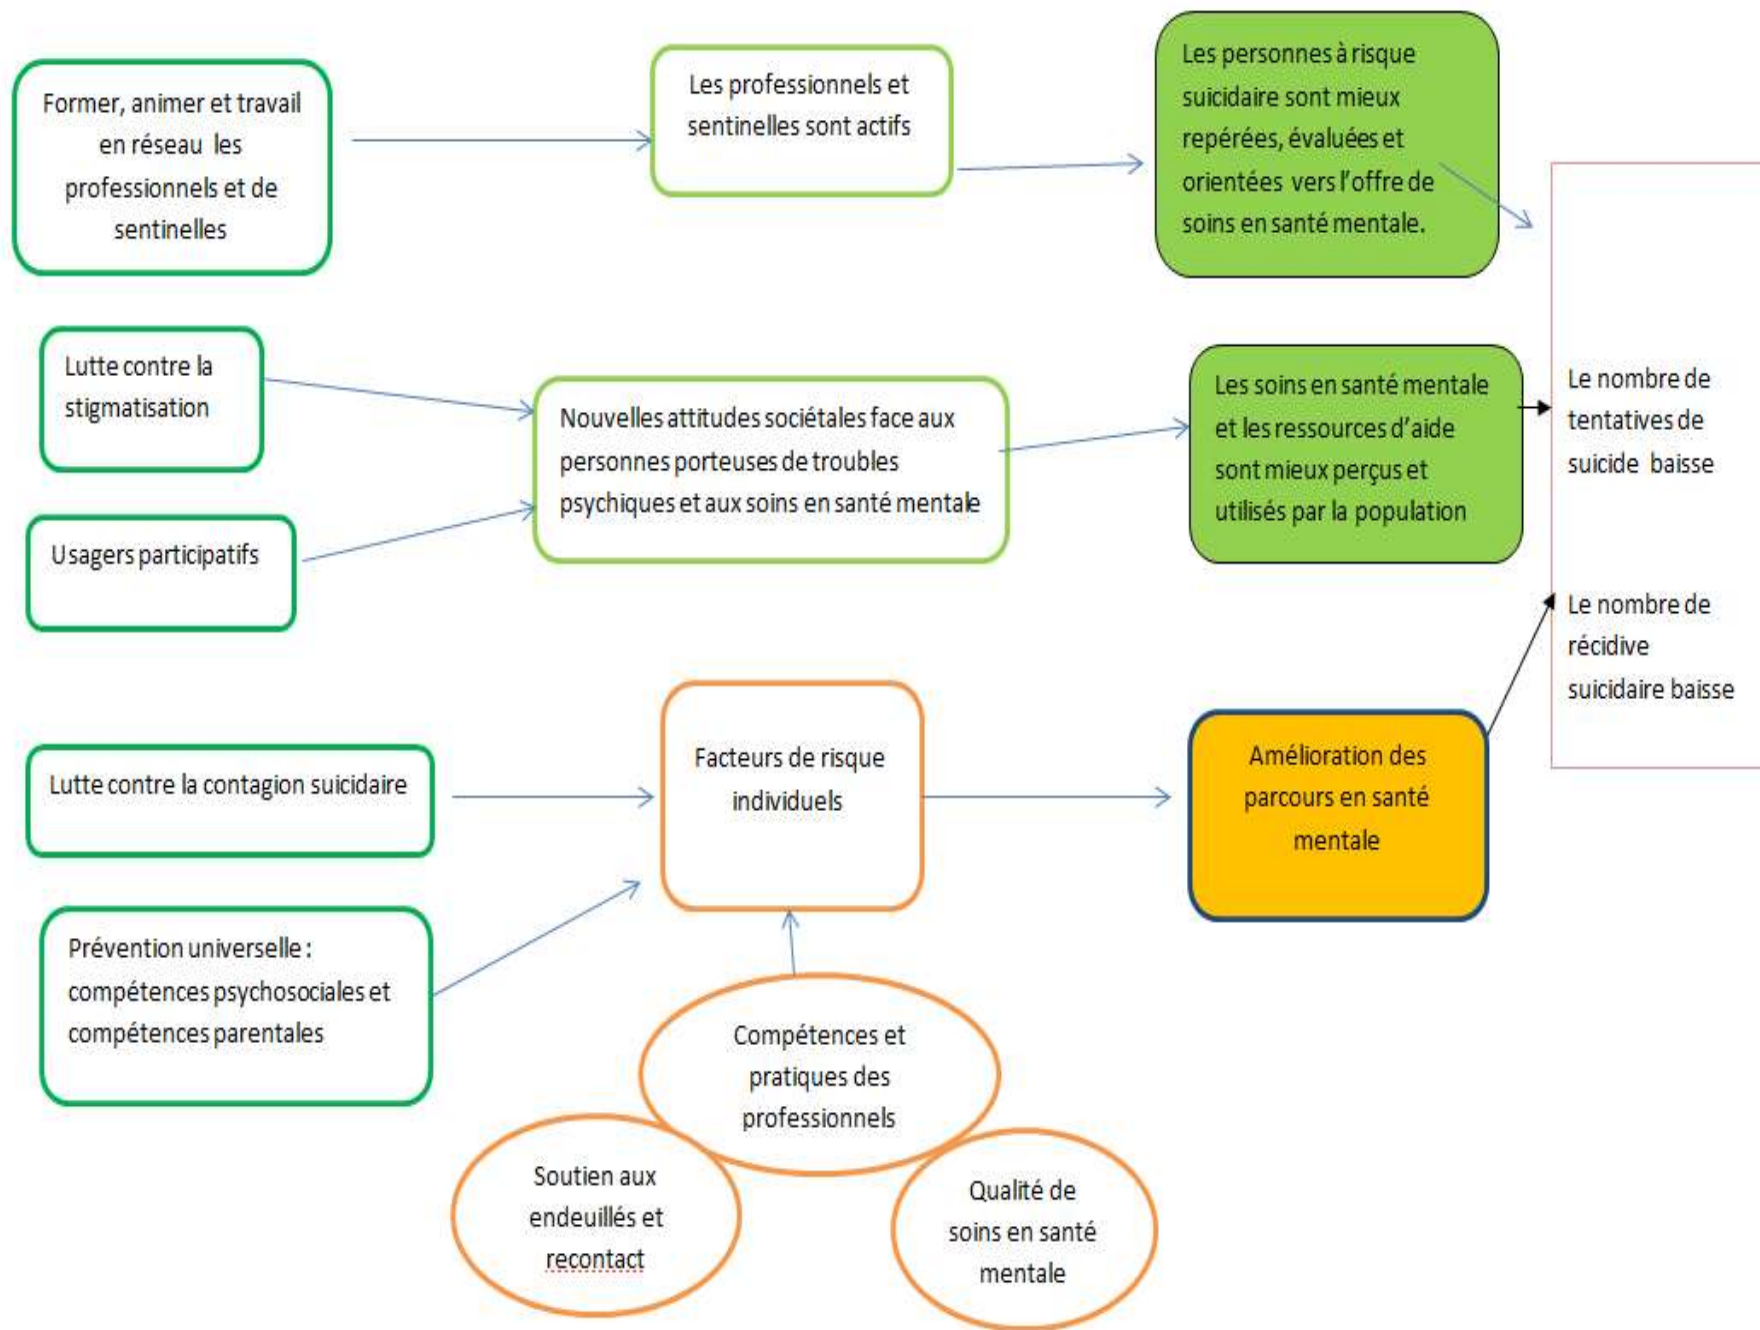 Former, animer et travail
en réseau les
professionnels et de
sentinelles
Les professionnels et
sentinelles sont actifs
Les personnes à risque
suicidaire sont mieux
repérées, évaluées et
orientées vers l'offre de
soins en santé mentale.
Lutte contre la
stigmatisation
Usagers participatifs
Nouvelles attitudes sociétales face aux
personnes porteuses de troubles
psychiques et aux soins en santé mentale
Les soins en santé mentale
et les ressources d'aide
sont mieux perçus et
utilisés par la population
Le nombre de
tentatives de
suicide baisse
Le nombre de
récidive
suicidaire baisse
Lutte contre la contagion suicidaire
Prévention universelle :
compétences psychosociales et
compétences parentales
Facteurs de risque
individuels
Amélioration des
parcours en santé
mentale
Compétences et
pratiques des
professionnels
Soutien aux
endeuillés et
recontact
Qualité de
soins en santé
mentale